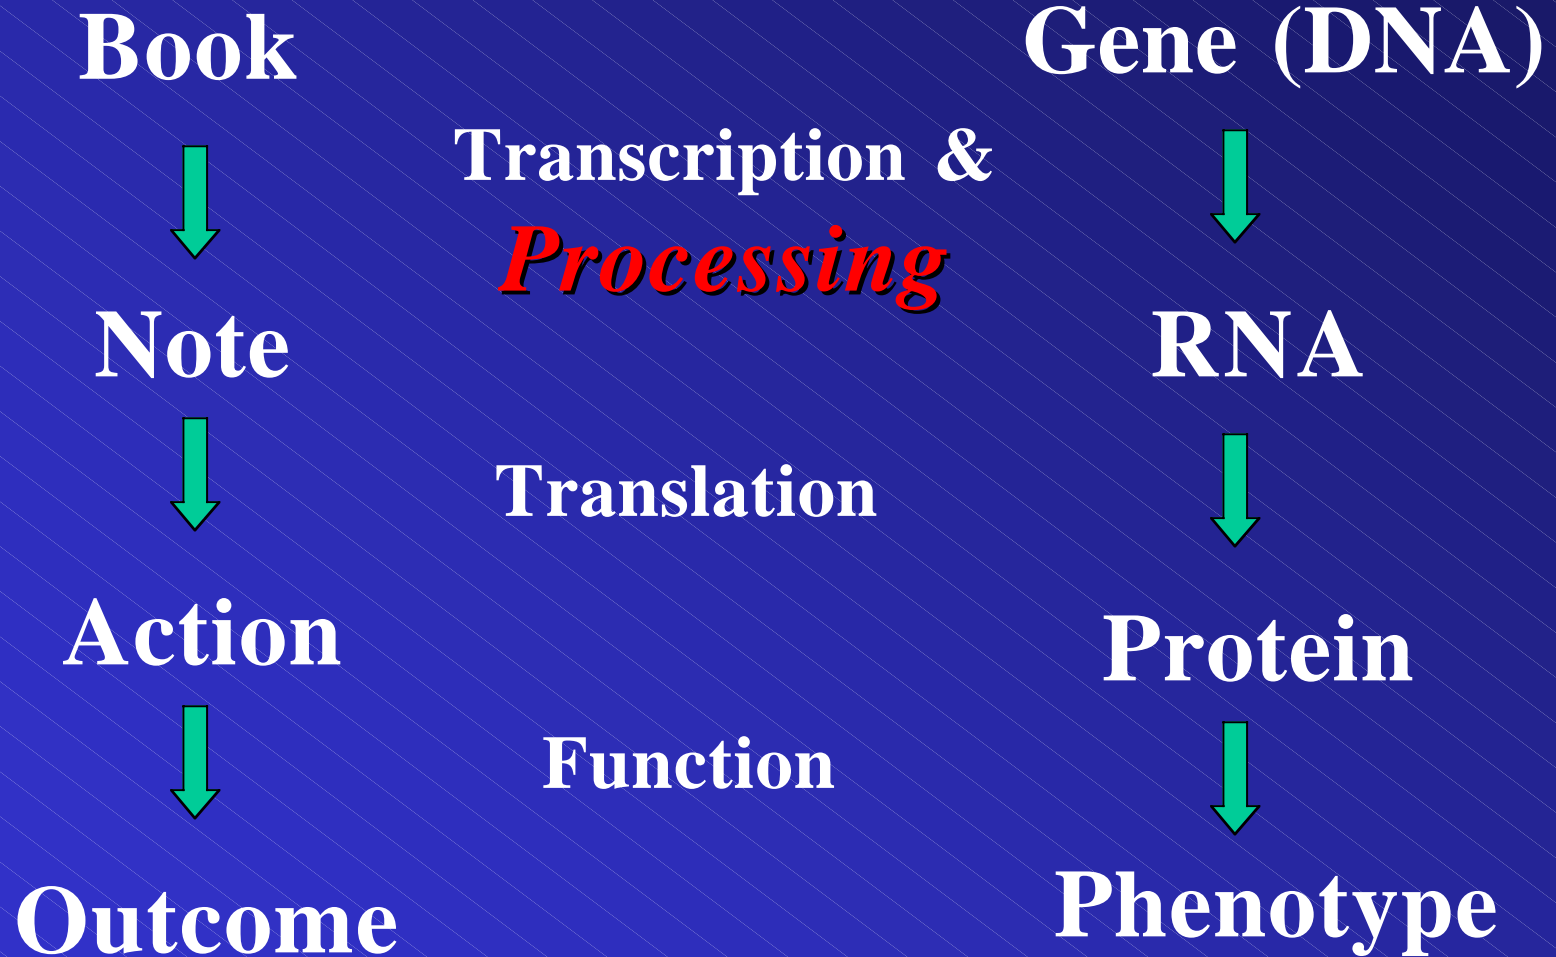 Book
Gene (DNA)
Transcription &
Processing
Note
RNA
Translation
Action
Protein
Function
Outcome
Phenotype